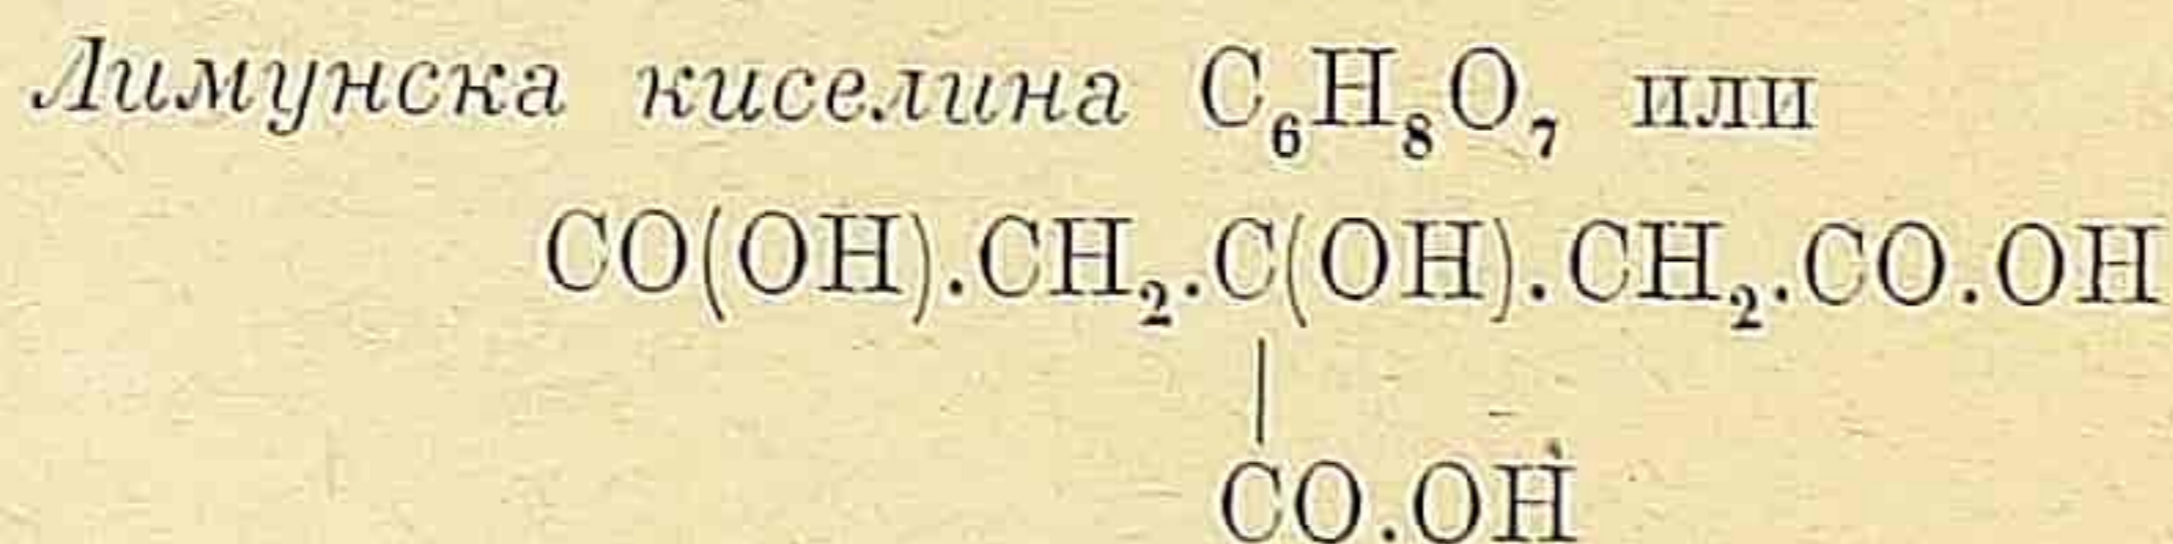 Лимунска киселина C₆H₈O₇ или
CO(OH).CH₂.C(OH).CH₂.CO.OH
|
CO.OH